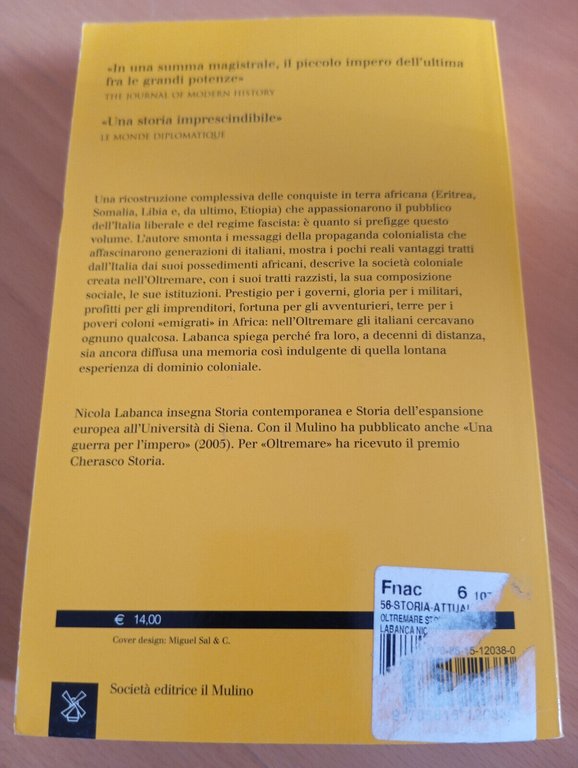 «In una summa magistrale, il piccolo impero dell'ultima
fra le grandi potenze»
THE JOURNAL OF MODERN HISTORY
«Una storia imprescindibile»
LE MONDE DIPLOMATIQUE
Una ricostruzione complessiva delle conquiste in terra africana (Eritrea,
Somalia, Libia e, da ultimo, Etiopia) che appassionarono il pubblico
dell'Italia liberale e del regime fascista: è quanto si prefigge questo
volume. L'autore smonta i messaggi della propaganda colonialista che
affascinarono generazioni di italiani, mostra i pochi reali vantaggi tratti
dall'Italia dai suoi possedimenti africani, descrive la società coloniale
creata nell'Oltremare, con i suoi tratti razzisti, la sua composizione
sociale, le sue istituzioni. Prestigio per i governi, gloria per i militari,
profitti per gli imprenditori, fortuna per gli avventurieri, terre per i
poveri coloni «emigrati» in Africa: nell'Oltremare gli italiani cercavano
ognuno qualcosa. Labanca spiega perché fra loro, a decenni di distanza,
sia ancora diffusa una memoria così indulgente di quella lontana
esperienza di dominio coloniale.
Nicola Labanca insegna Storia contemporanea e Storia dell'espansione
europea all'Università di Siena. Con il Mulino ha pubblicato anche «Una
guerra per l'impero» (2005). Per «Oltremare» ha ricevuto il premio
Cherasco Storia.
Fnac 6
56-STORIA-ATTUAL
OLTREMARE
LABANCA
15-12038-0
€ 14,00
Cover design: Miguel Sal & C.
Società editrice il Mulino